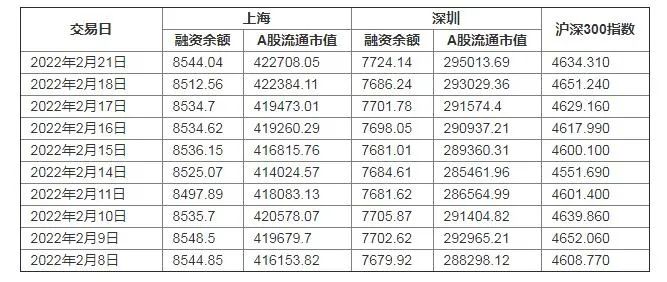 交易日 上海 深圳 沪深300指数
融资余额 A股流通市值 融资余额 A股流通市值
2022年2月21日 8544.04 422708.05 7724.14 295013.69 4634.310
2022年2月18日 8512.56 422384.11 7686.24 293029.36 4651.240
2022年2月17日 8534.7 419473.01 7701.78 291574.4 4629.160
2022年2月16日 8534.62 419260.29 7698.05 290937.21 4617.990
2022年2月15日 8536.15 416815.76 7681.01 289360.31 4600.100
2022年2月14日 8525.07 414024.57 7684.61 285461.96 4551.690
2022年2月11日 8497.89 418083.13 7681.62 286564.99 4601.400
2022年2月10日 8535.7 420578.07 7705.87 291404.82 4639.860
2022年2月9日 8548.5 419679.7 7702.62 292965.21 4652.060
2022年2月8日 8544.85 416153.82 7679.92 288298.12 4608.770